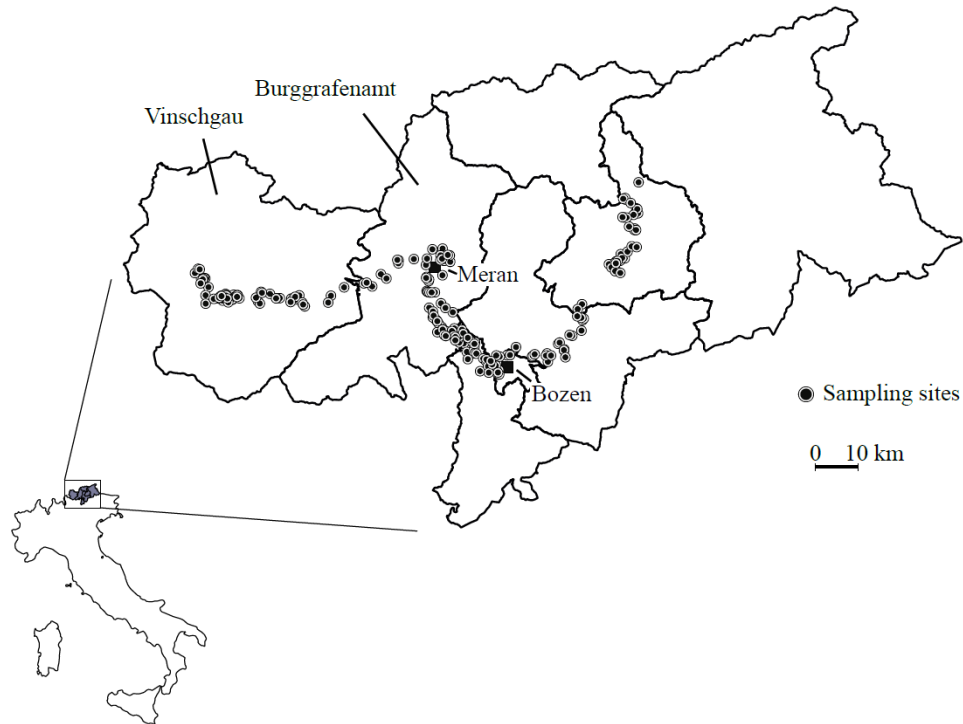 Burggrafenamt
Vinschgau
Meran
Bozen
Sampling sites
0 10 km